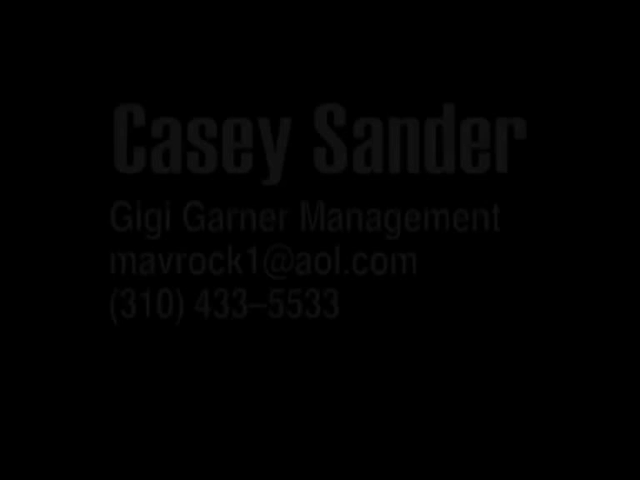 Casey Sander
Gigi Garner Management
mavrock1@aol.com
(310) 433–5533